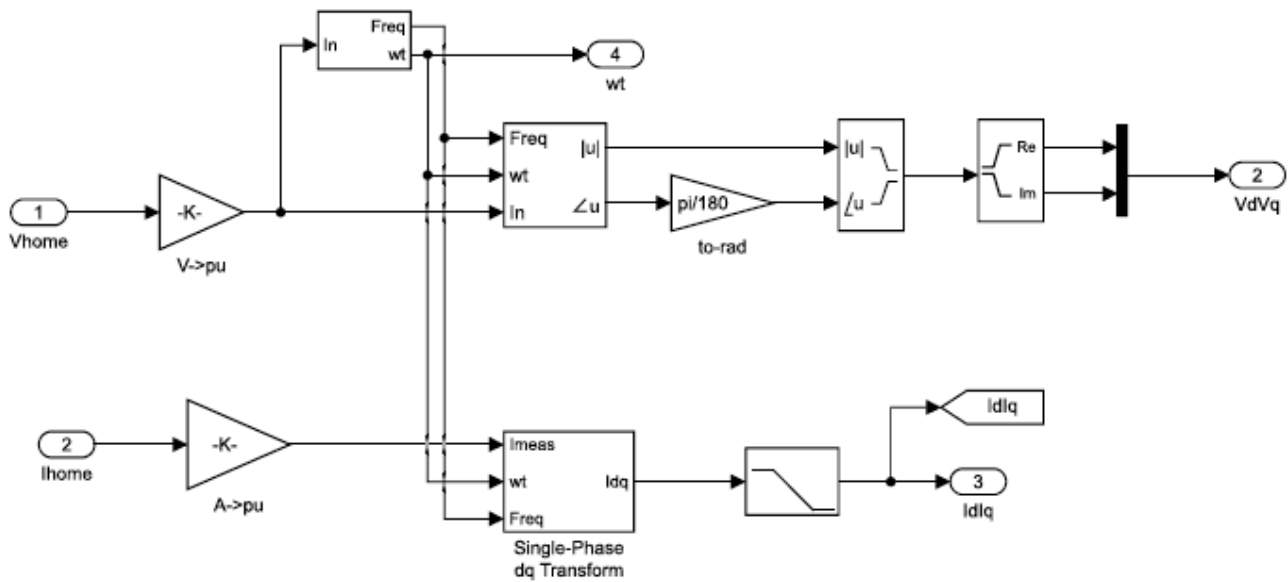 Freq
In
wt
4
wt
Freq
|u|
wt
In
∠u
pi/180
to-rad
|u|
∠u
Re
Im
2
VdVq
1
Vhome
-K-
V->pu
2
Ihome
-K-
A->pu
Imeas
wt
Idq
Freq
Single-Phase
dq Transform
IdIq
3
IdIq